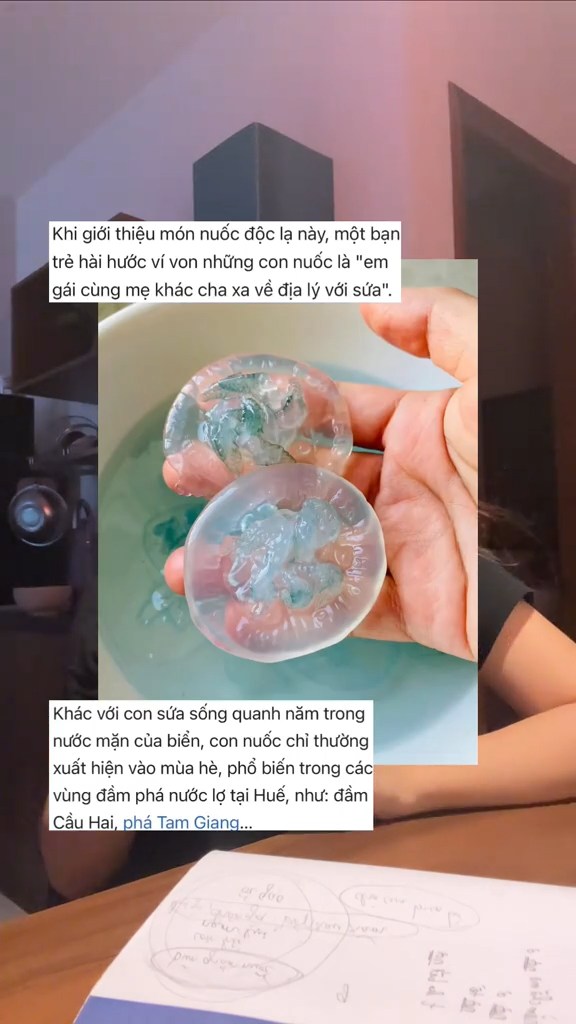 Khi giới thiệu món nuốc độc lạ này, một bạn
trẻ hài hước ví von những con nuốc là "em
gái cùng mẹ khác cha xa về địa lý với sứa".
Khác với con sứa sống quanh năm trong
nước mặn của biển, con nuốc chỉ thường
xuất hiện vào mùa hè, phổ biến trong các
vùng đầm phá nước lợ tại Huế, như: đầm
Cầu Hai, phá Tam Giang...